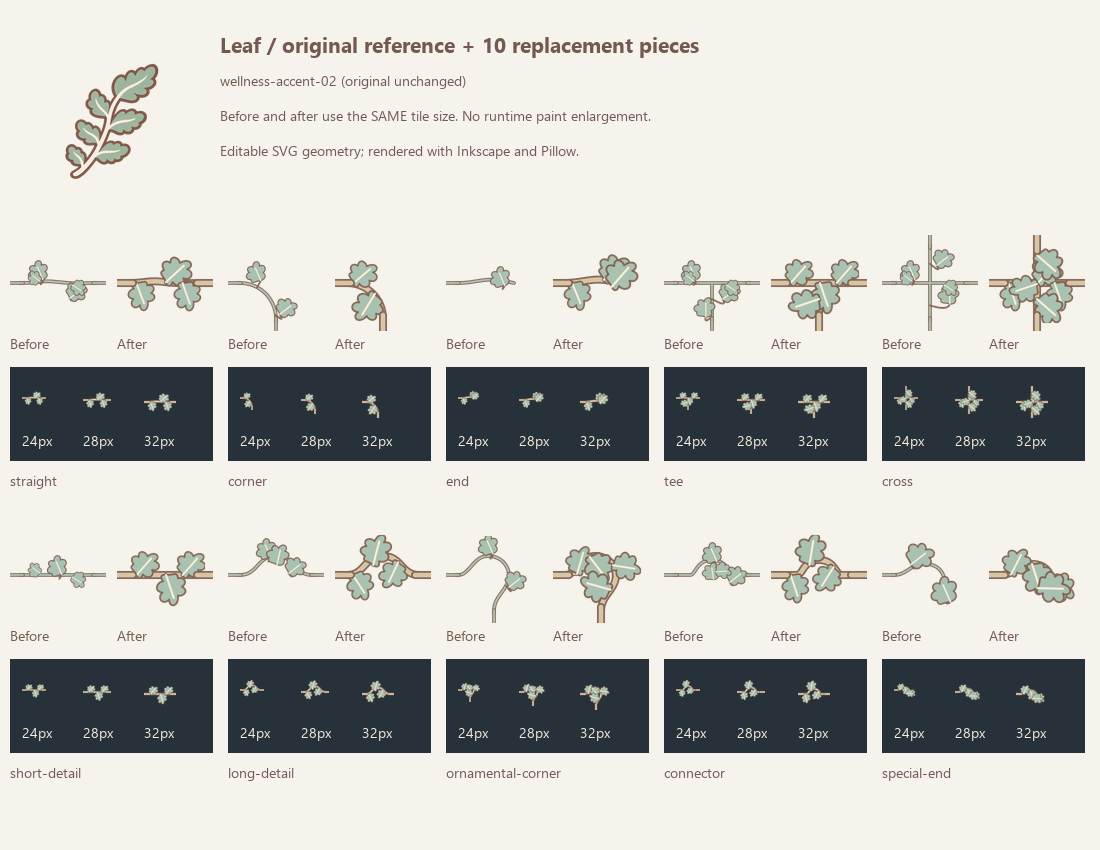 Leaf / original reference + 10 replacement pieces
wellness-accent-02 (original unchanged)
Before and after use the SAME tile size. No runtime paint enlargement.
Editable SVG geometry; rendered with Inkscape and Pillow.
Before After Before After Before After Before After Before After
24px 28px 32px 24px 28px 32px 24px 28px 32px 24px 28px 32px 24px 28px 32px
straight corner end tee cross
Before After Before After Before After Before After Before After
24px 28px 32px 24px 28px 32px 24px 28px 32px 24px 28px 32px 24px 28px 32px
short-detail long-detail ornamental-corner connector special-end